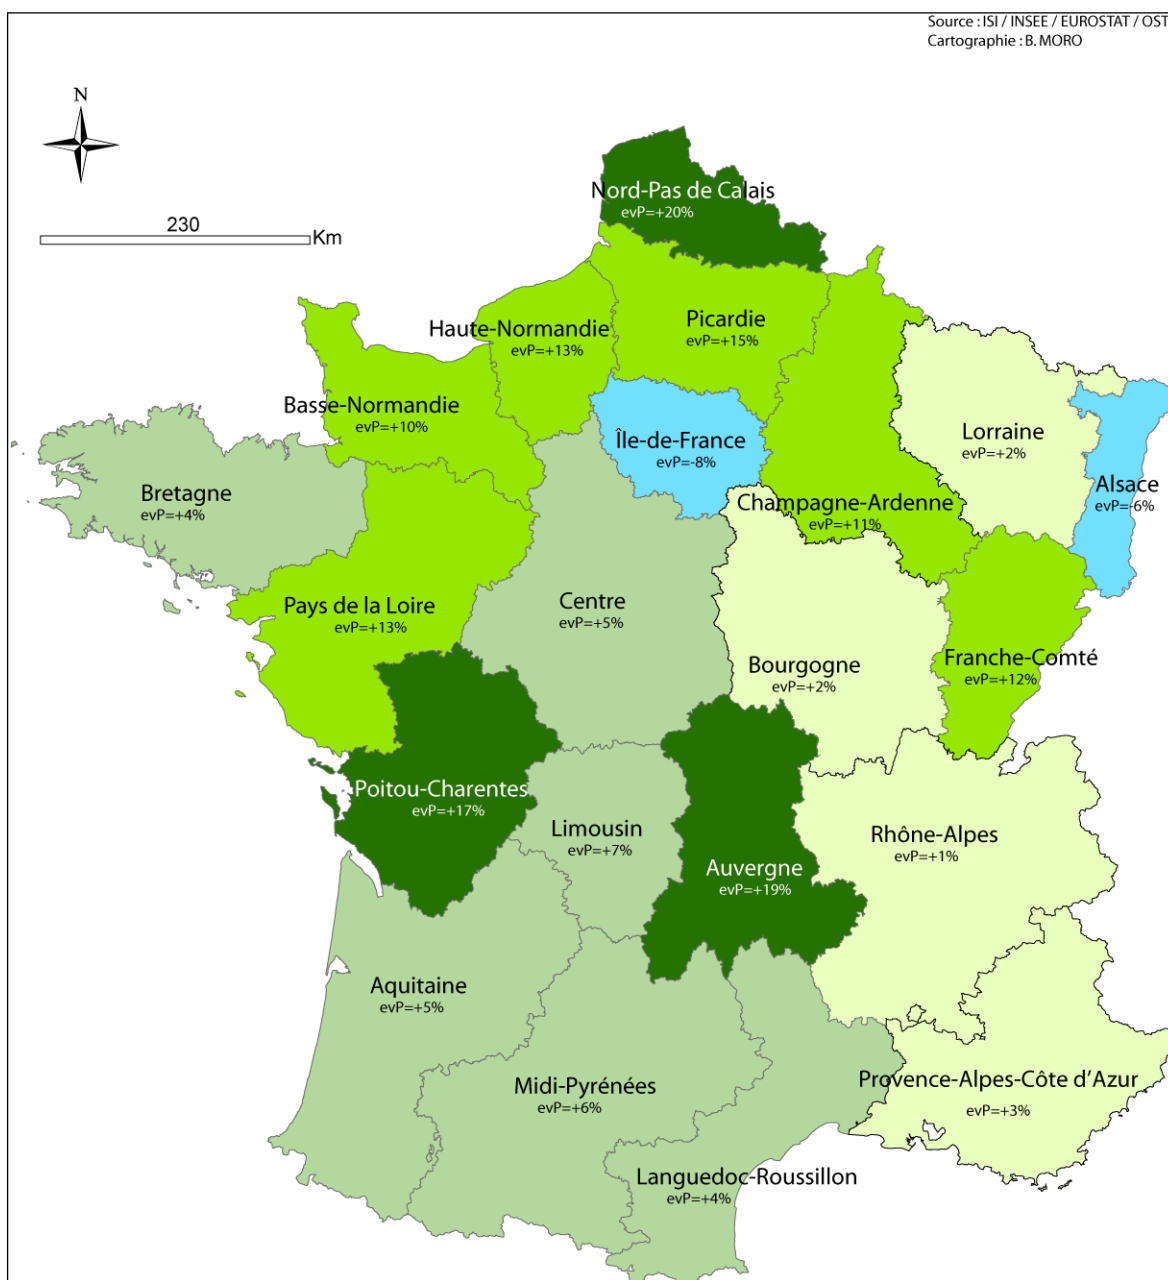 Source : ISI / INSEE / EUROSTAT / OST
Cartographie : B. MORO
N
230
Km
Nord-Pas de Calais
evP=+20%
Picardie
evP=+15%
Haute-Normandie
evP=+13%
Basse-Normandie
evP=+10%
Île-de-France
evP=-8%
Lorraine
evP=+2%
Alsace
evP=-6%
Bretagne
evP=+4%
Champagne-Ardenne
evP=+11%
Pays de la Loire
evP=+13%
Centre
evP=+5%
Bourgogne
evP=+2%
Franche-Comté
evP=+12%
Poitou-Charentes
evP=+17%
Limousin
evP=+7%
Auvergne
evP=+19%
Rhône-Alpes
evP=+1%
Aquitaine
evP=+5%
Midi-Pyrénées
evP=+6%
Provence-Alpes-Côte d'Azur
evP=+3%
Languedoc-Roussillon
evP=+4%